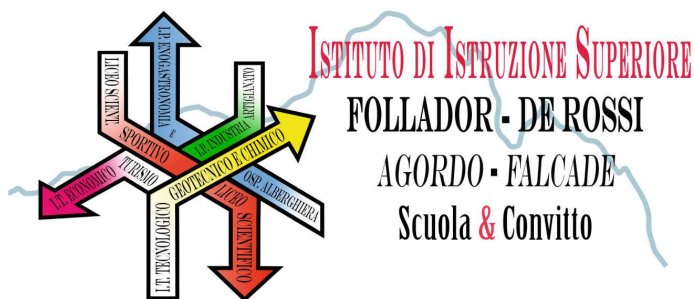 LICEO SCIENT.
SPORTIVO
I.P. ENOGASTRONOMIA
E
OSP. ALBERGHIERA
I.P. INDUSTRIA
ARTIGIANATO
I.T. ECONOMICO
TURISMO
I.T. TECNOLOGICO
GEOTECNICO E CHIMICO
LICEO
SCIENTIFICO
ISTITUTO DI ISTRUZIONE SUPERIORE
FOLLADOR - DE ROSSI
AGORDO - FALCADE
Scuola & Convitto